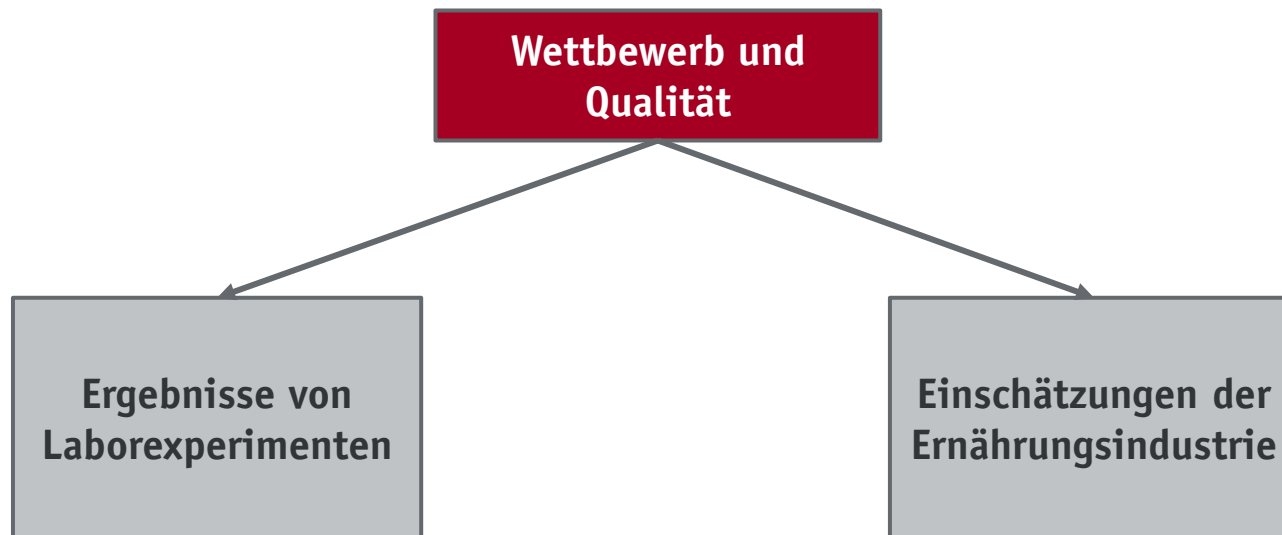 Wettbewerb und
Qualität
Ergebnisse von
Laborexperimenten
Einschätzungen der
Ernährungsindustrie